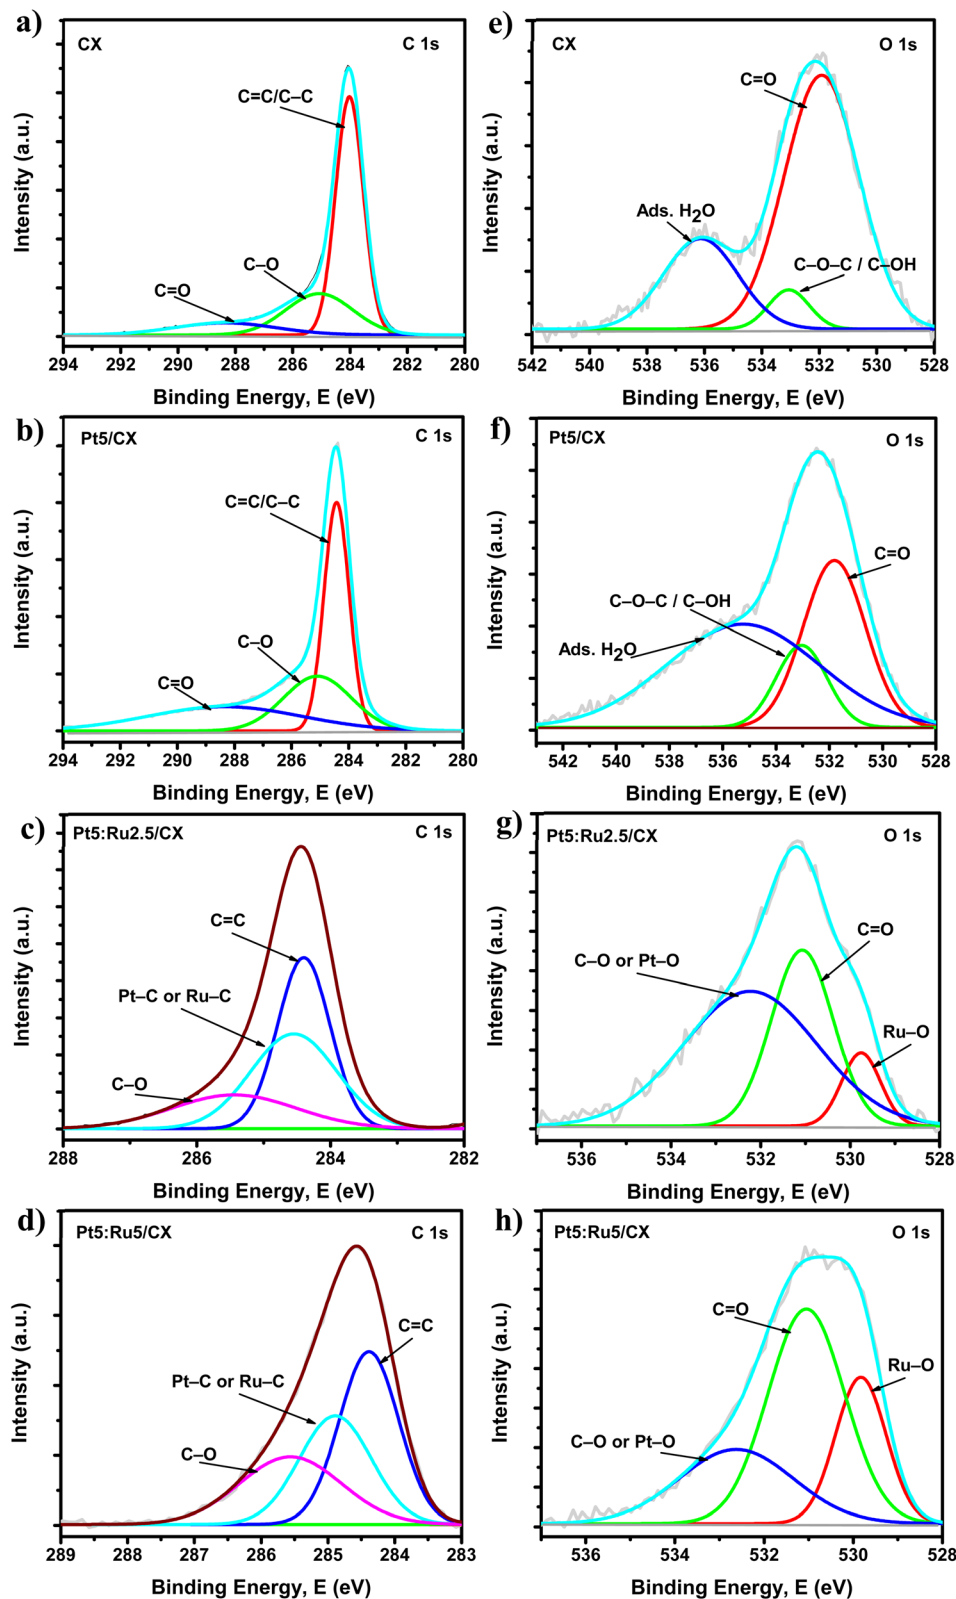 a)
CX
C 1s
C=C/C–C
C–O
C=O
Intensity (a.u.)
294 292 290 288 286 284 282 280
Binding Energy, E (eV)
e)
CX
O 1s
C=O
Ads. H2O
C–O–C / C–OH
Intensity (a.u.)
542 540 538 536 534 532 530 528
Binding Energy, E (eV)
b)
Pt5/CX
C 1s
C=C/C–C
C–O
C=O
Intensity (a.u.)
294 292 290 288 286 284 282 280
Binding Energy, E (eV)
f)
Pt5/CX
O 1s
C=O
C–O–C / C–OH
Ads. H2O
Intensity (a.u.)
542 540 538 536 534 532 530 528
Binding Energy, E (eV)
c)
Pt5:Ru2.5/CX
C 1s
C=C
Pt–C or Ru–C
C–O
Intensity (a.u.)
288 286 284 282
Binding Energy, E (eV)
g)
Pt5:Ru2.5/CX
O 1s
C=O
C–O or Pt–O
Ru–O
Intensity (a.u.)
536 534 532 530 528
Binding Energy, E (eV)
d)
Pt5:Ru5/CX
C 1s
C=C
Pt–C or Ru–C
C–O
Intensity (a.u.)
289 288 287 286 285 284 283
Binding Energy, E (eV)
h)
Pt5:Ru5/CX
O 1s
C=O
Ru–O
C–O or Pt–O
Intensity (a.u.)
536 534 532 530 528
Binding Energy, E (eV)